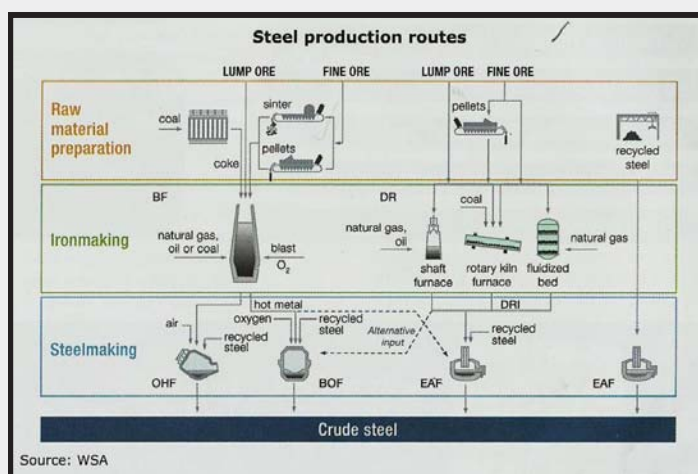 Steel production routes
LUMP ORE
FINE ORE
LUMP ORE
FINE ORE
Raw
material
preparation
coal
sinter
pellets
coke
pellets
recycled
steel
Ironmaking
BF
natural gas,
oil or coal
blast
O2
DR
natural gas,
oil
coal
shaft
furnace
rotary kiln
furnace
fluidized
bed
natural gas
Steelmaking
hot metal
air
recycled
steel
oxygen
recycled
steel
Alternative
input
DRI
recycled
steel
OHF
BOF
EAF
EAF
Crude steel
Source: WSA